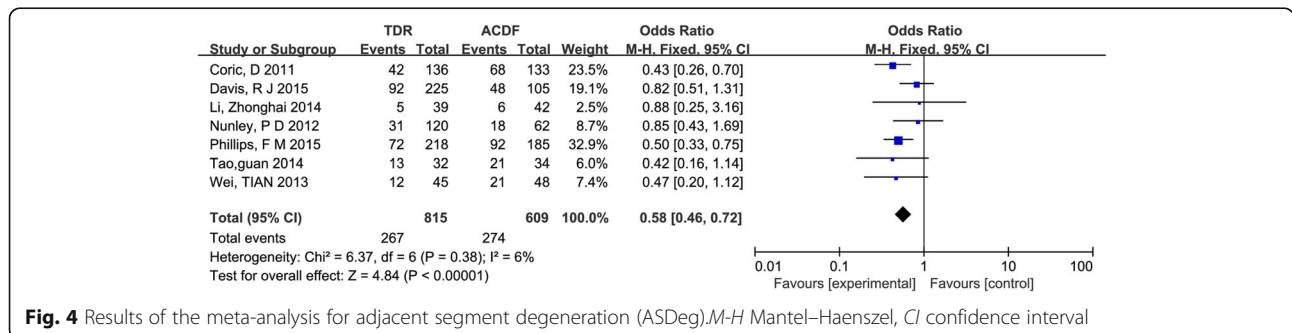 TDR ACDF Odds Ratio Odds Ratio
Study or Subgroup Events Total Events Total Weight M-H, Fixed, 95% CI M-H, Fixed, 95% CI
Coric, D 2011 42 136 68 133 23.5% 0.43 [0.26, 0.70]
Davis, R J 2015 92 225 48 105 19.1% 0.82 [0.51, 1.31]
Li, Zhonghai 2014 5 39 6 42 2.5% 0.88 [0.25, 3.16]
Nunley, P D 2012 31 120 18 62 8.7% 0.85 [0.43, 1.69]
Phillips, F M 2015 72 218 92 185 32.9% 0.50 [0.33, 0.75]
Tao,guan 2014 13 32 21 34 6.0% 0.42 [0.16, 1.14]
Wei, TIAN 2013 12 45 21 48 7.4% 0.47 [0.20, 1.12]
Total (95% CI) 815 609 100.0% 0.58 [0.46, 0.72]
Total events 267 274
Heterogeneity: Chi² = 6.37, df = 6 (P = 0.38); I² = 6%
Test for overall effect: Z = 4.84 (P < 0.00001)
0.01 0.1 1 10 100
Favours [experimental] Favours [control]
Fig. 4 Results of the meta-analysis for adjacent segment degeneration (ASDeg).M-H Mantel–Haenszel, CI confidence interval